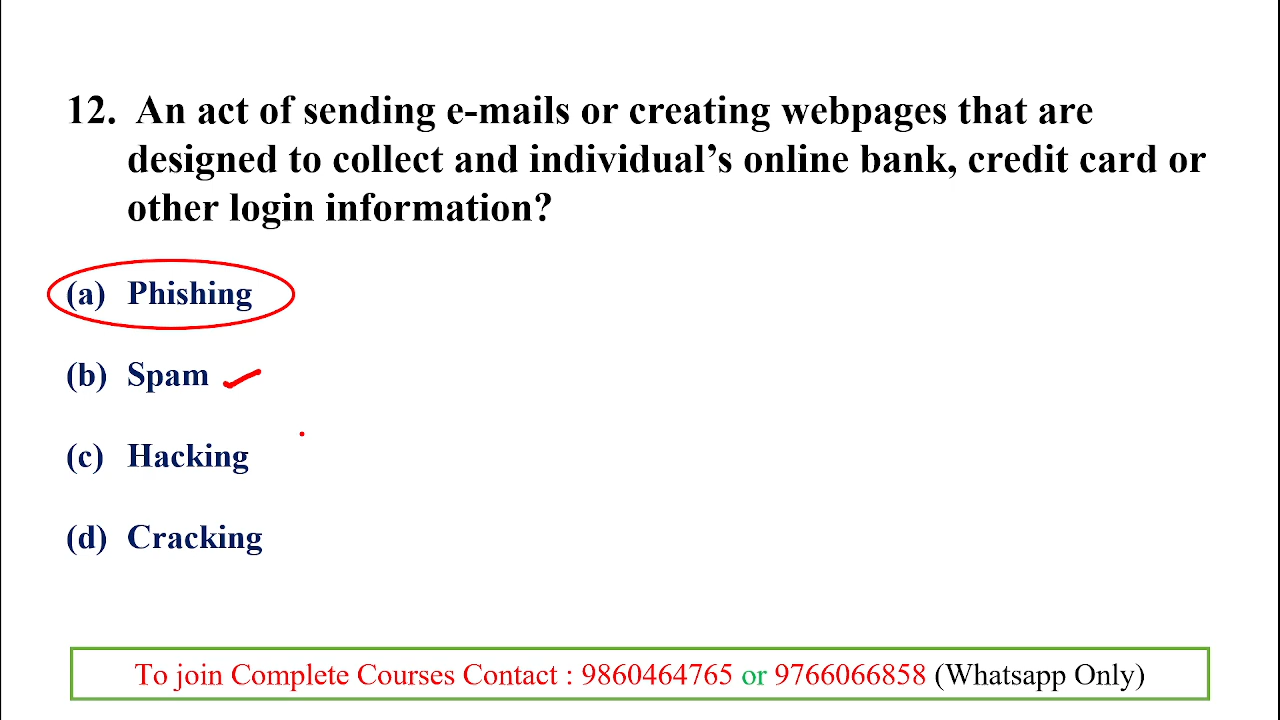 12. An act of sending e-mails or creating webpages that are
designed to collect and individual’s online bank, credit card or
other login information?
(a) Phishing
(b) Spam
(c) Hacking
(d) Cracking
To join Complete Courses Contact : 9860464765 or 9766066858 (Whatsapp Only)